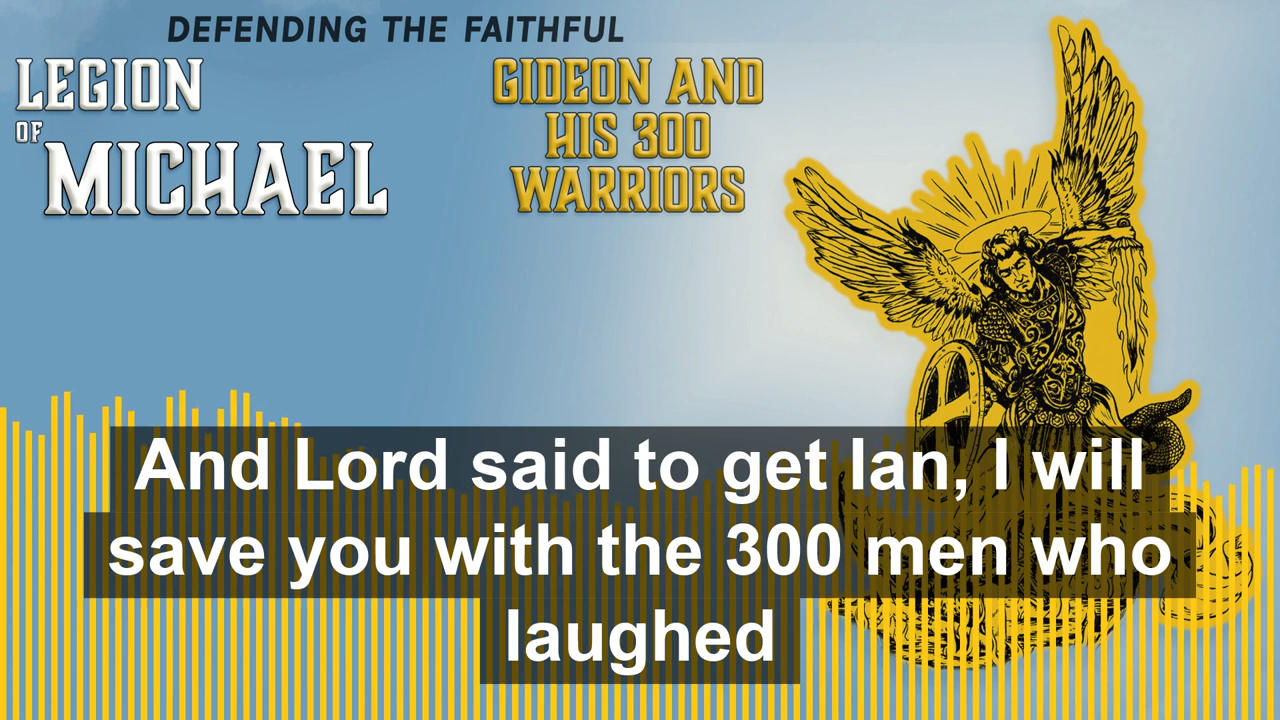 DEFENDING THE FAITHFUL
LEGION
OF
MICHAEL
GIDEON AND
HIS 300
WARRIORS
And Lord said to get Ian, I will
save you with the 300 men who
laughed